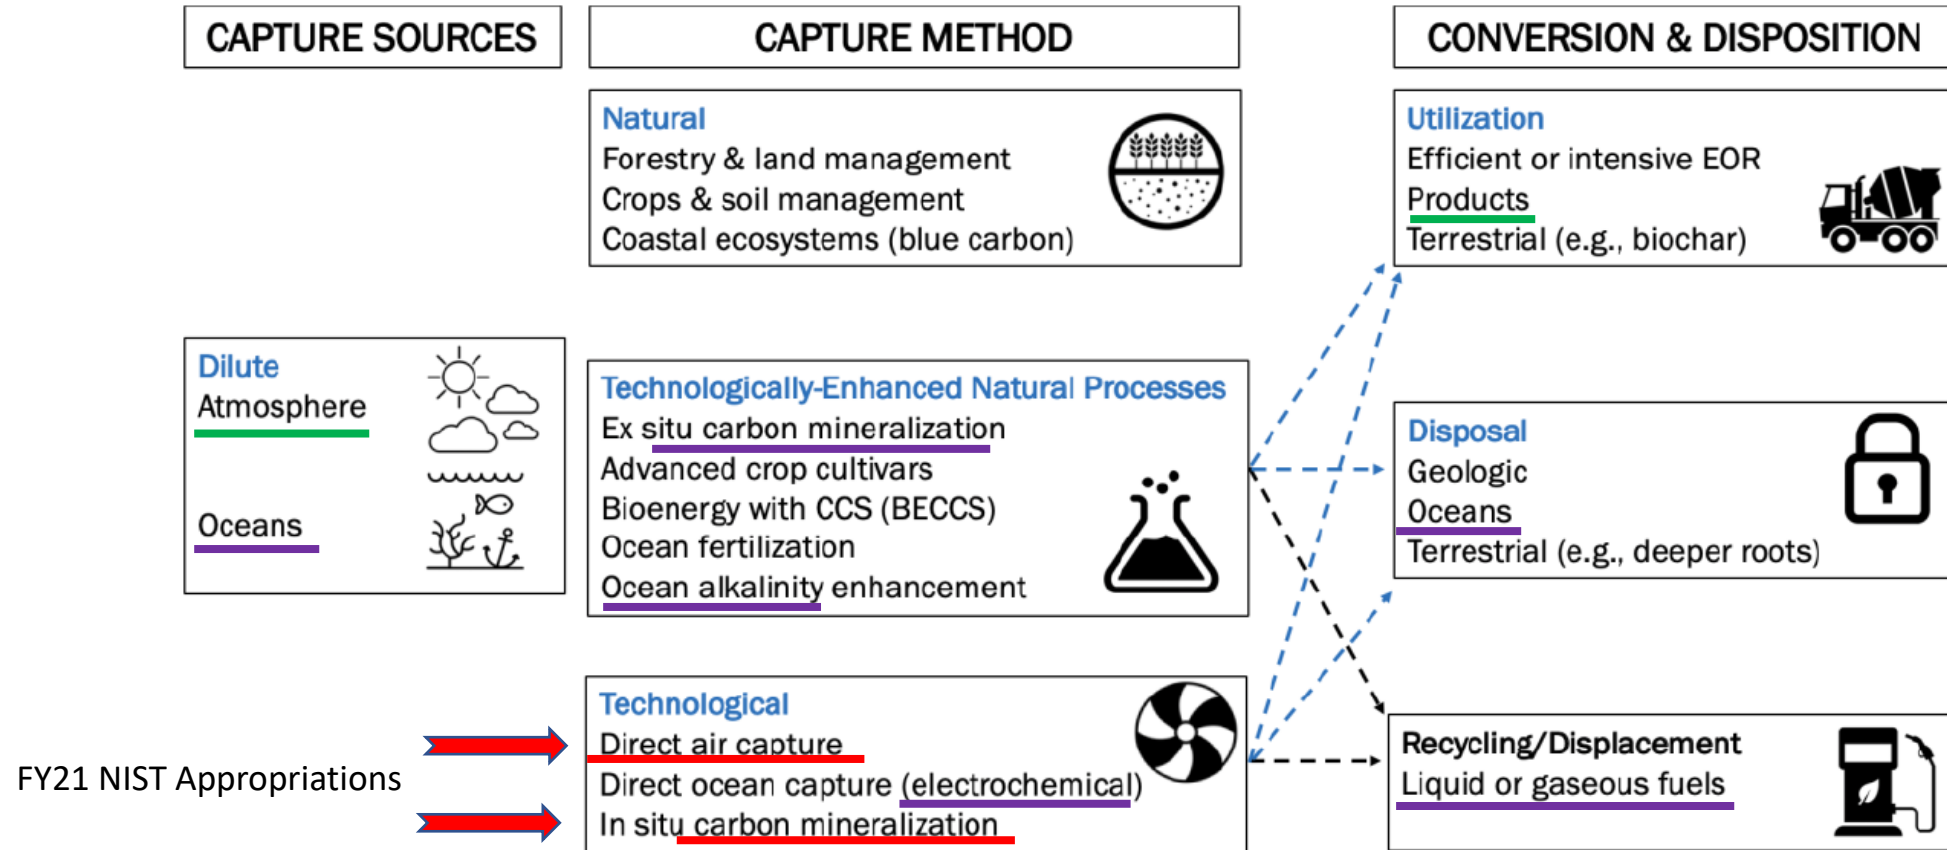 CAPTURE SOURCES
CAPTURE METHOD
CONVERSION & DISPOSITION
Natural
Forestry & land management
Crops & soil management
Coastal ecosystems (blue carbon)
Utilization
Efficient or intensive EOR
Products
Terrestrial (e.g., biochar)
Dilute
Atmosphere
Oceans
Technologically-Enhanced Natural Processes
Ex situ carbon mineralization
Advanced crop cultivars
Bioenergy with CCS (BECCS)
Ocean fertilization
Ocean alkalinity enhancement
Disposal
Geologic
Oceans
Terrestrial (e.g., deeper roots)
FY21 NIST Appropriations
Technological
Direct air capture
Direct ocean capture (electrochemical)
In situ carbon mineralization
Recycling/Displacement
Liquid or gaseous fuels